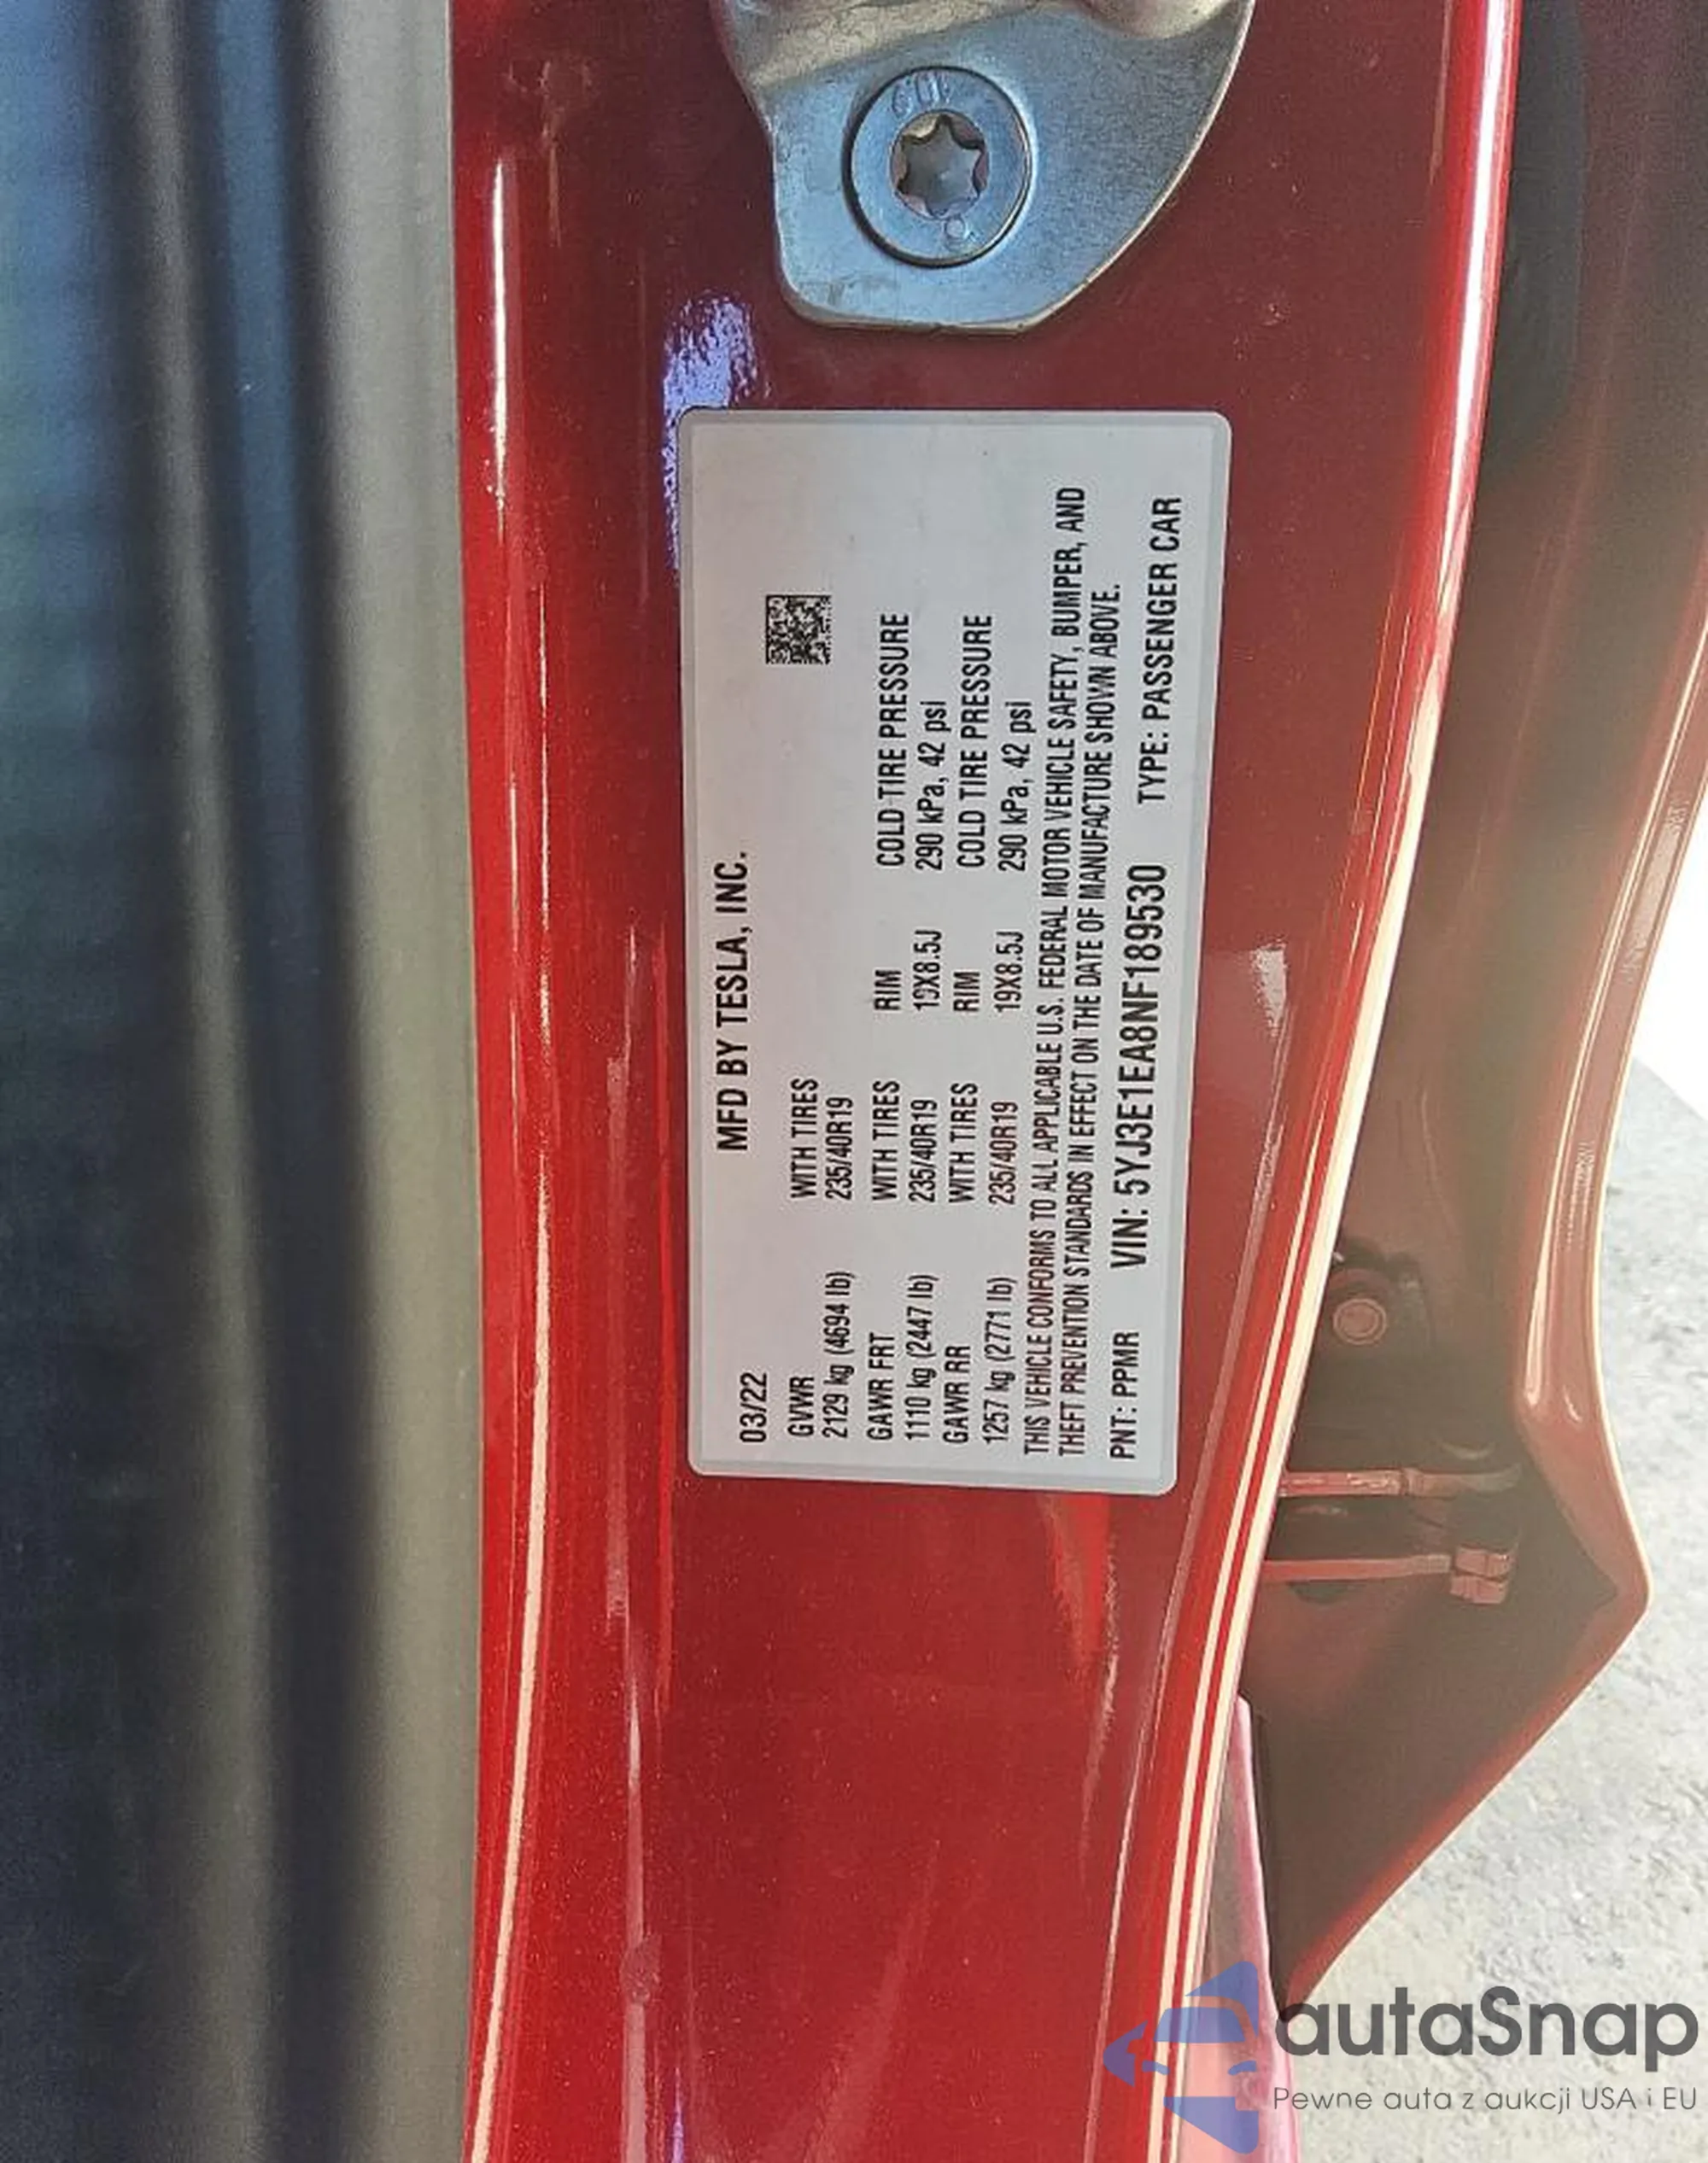 MFD BY TESLA, INC.
03/22
GVWR WITH TIRES
2129 kg (4694 lb) 235/40R19
GAWR FRT WITH TIRES RIM COLD TIRE PRESSURE
1110 kg (2447 lb) 235/40R19 19X8.5J 290 kPa, 42 psi
GAWR RR WITH TIRES RIM COLD TIRE PRESSURE
1257 kg (2771 lb) 235/40R19 19X8.5J 290 kPa, 42 psi
THIS VEHICLE CONFORMS TO ALL APPLICABLE U.S. FEDERAL MOTOR VEHICLE SAFETY, BUMPER, AND
THEFT PREVENTION STANDARDS IN EFFECT ON THE DATE OF MANUFACTURE SHOWN ABOVE.
PNT: PPMR VIN: 5YJ3E1EA8NF189530 TYPE: PASSENGER CAR
autaSnap
Pewne auta z aukcji USA i EU